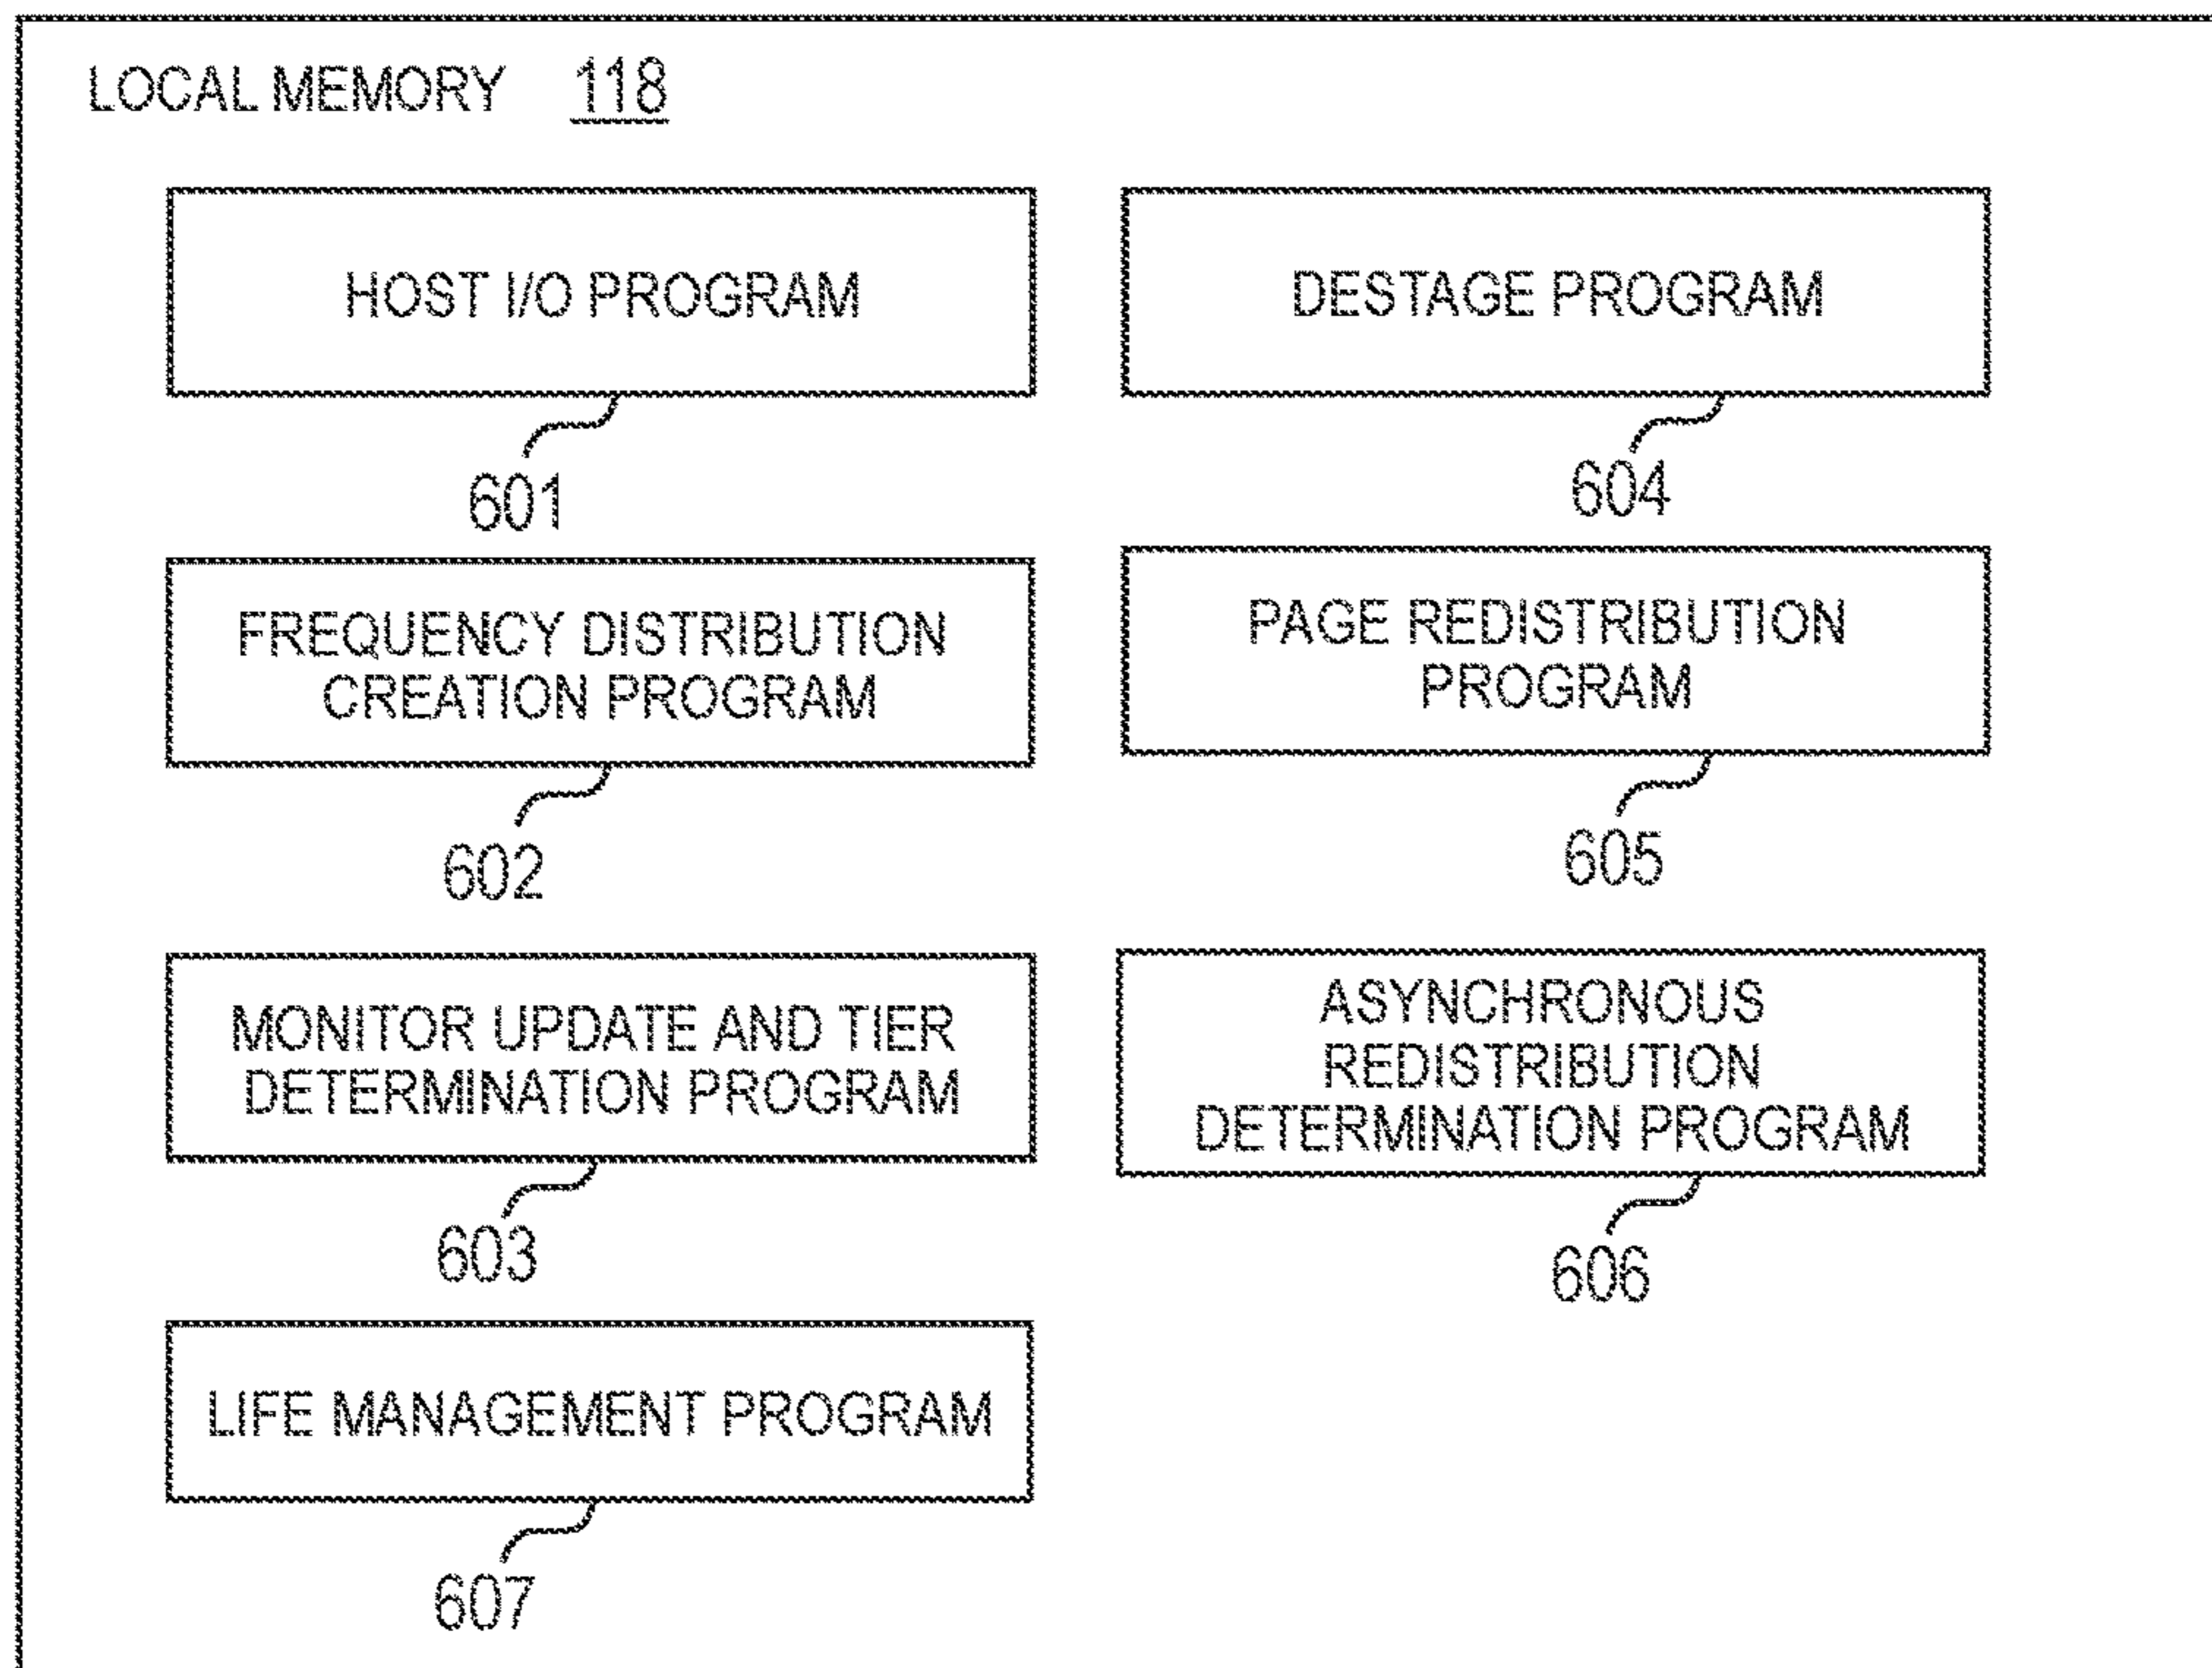 LOCAL MEMORY 118
HOST I/O PROGRAM
601
DESTAGE PROGRAM
604
FREQUENCY DISTRIBUTION
CREATION PROGRAM
602
PAGE REDISTRIBUTION
PROGRAM
605
MONITOR UPDATE AND TIER
DETERMINATION PROGRAM
603
ASYNCHRONOUS
REDISTRIBUTION
DETERMINATION PROGRAM
606
LIFE MANAGEMENT PROGRAM
607